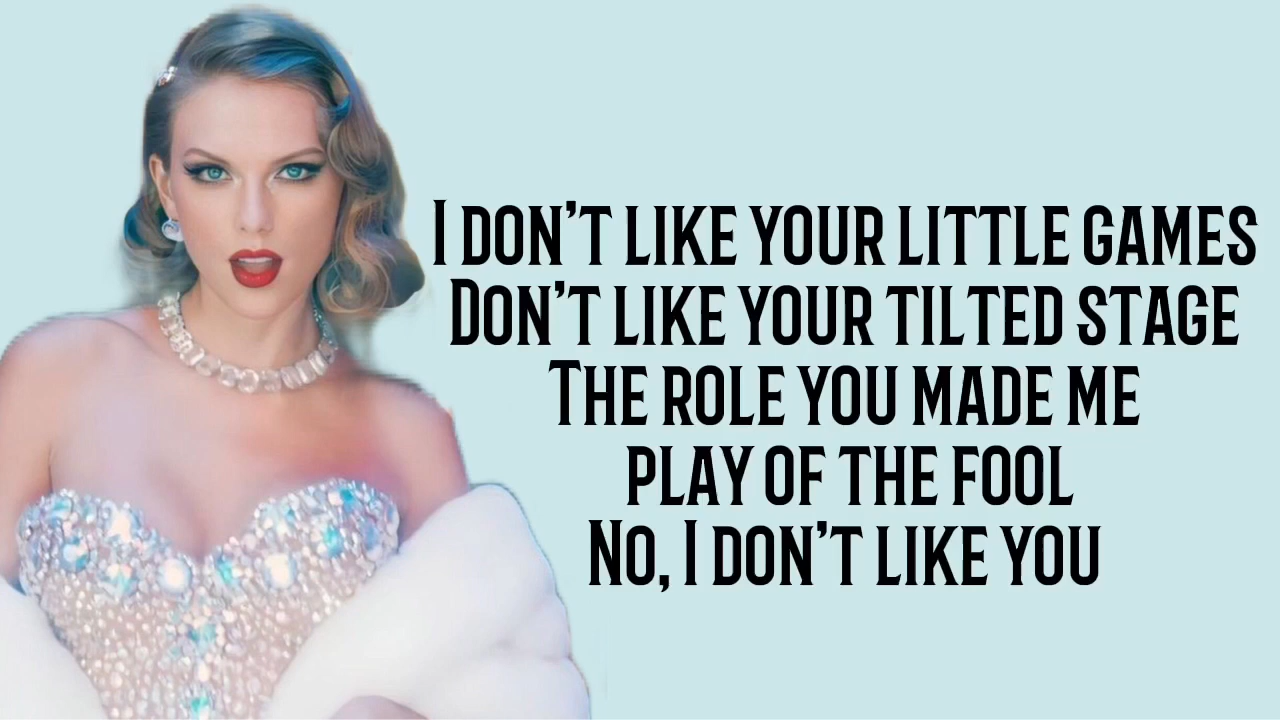 I DON'T LIKE YOUR LITTLE GAMES
DON'T LIKE YOUR TILTED STAGE
THE ROLE YOU MADE ME
PLAY OF THE FOOL
NO, I DON'T LIKE YOU